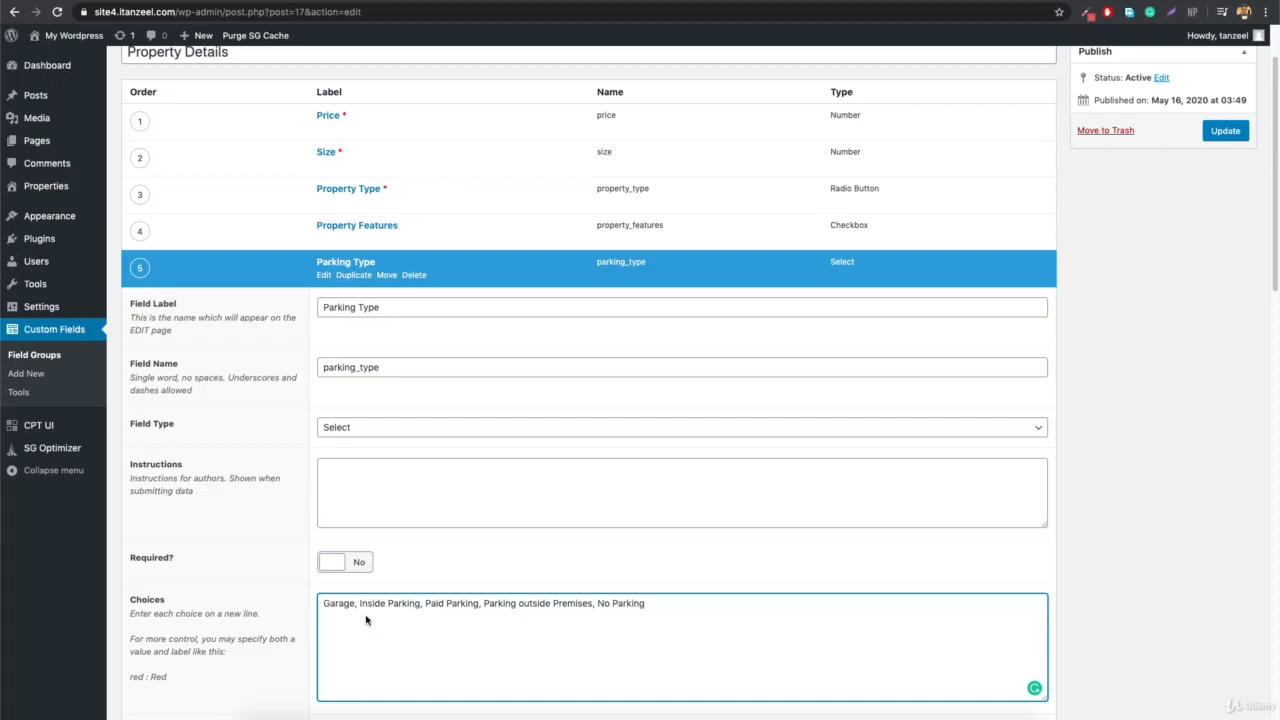 site4.itanzeel.com/wp-admin/post.php?post=17&action=edit
My Wordpress 1 0 New Purge SG Cache Howdy, tanzeel
Dashboard
Posts
Media
Pages
Comments
Properties
Appearance
Plugins
Users
Tools
Settings
Custom Fields
Field Groups
Add New
Tools
CPT UI
SG Optimizer
Collapse menu
Property Details
Order Label Name Type
1 Price * price Number
2 Size * size Number
3 Property Type * property_type Radio Button
4 Property Features property_features Checkbox
5 Parking Type parking_type Select
Edit Duplicate Move Delete
Field Label
This is the name which will appear on the
EDIT page
Parking Type
Field Name
Single word, no spaces. Underscores and
dashes allowed
parking_type
Field Type
Select
Instructions
Instructions for authors. Shown when
submitting data
Required?
No
Choices
Enter each choice on a new line.
For more control, you may specify both a
value and label like this:
red : Red
Garage, Inside Parking, Paid Parking, Parking outside Premises, No Parking
Publish
Status: Active Edit
Published on: May 16, 2020 at 03:49
Move to Trash Update
Udemy